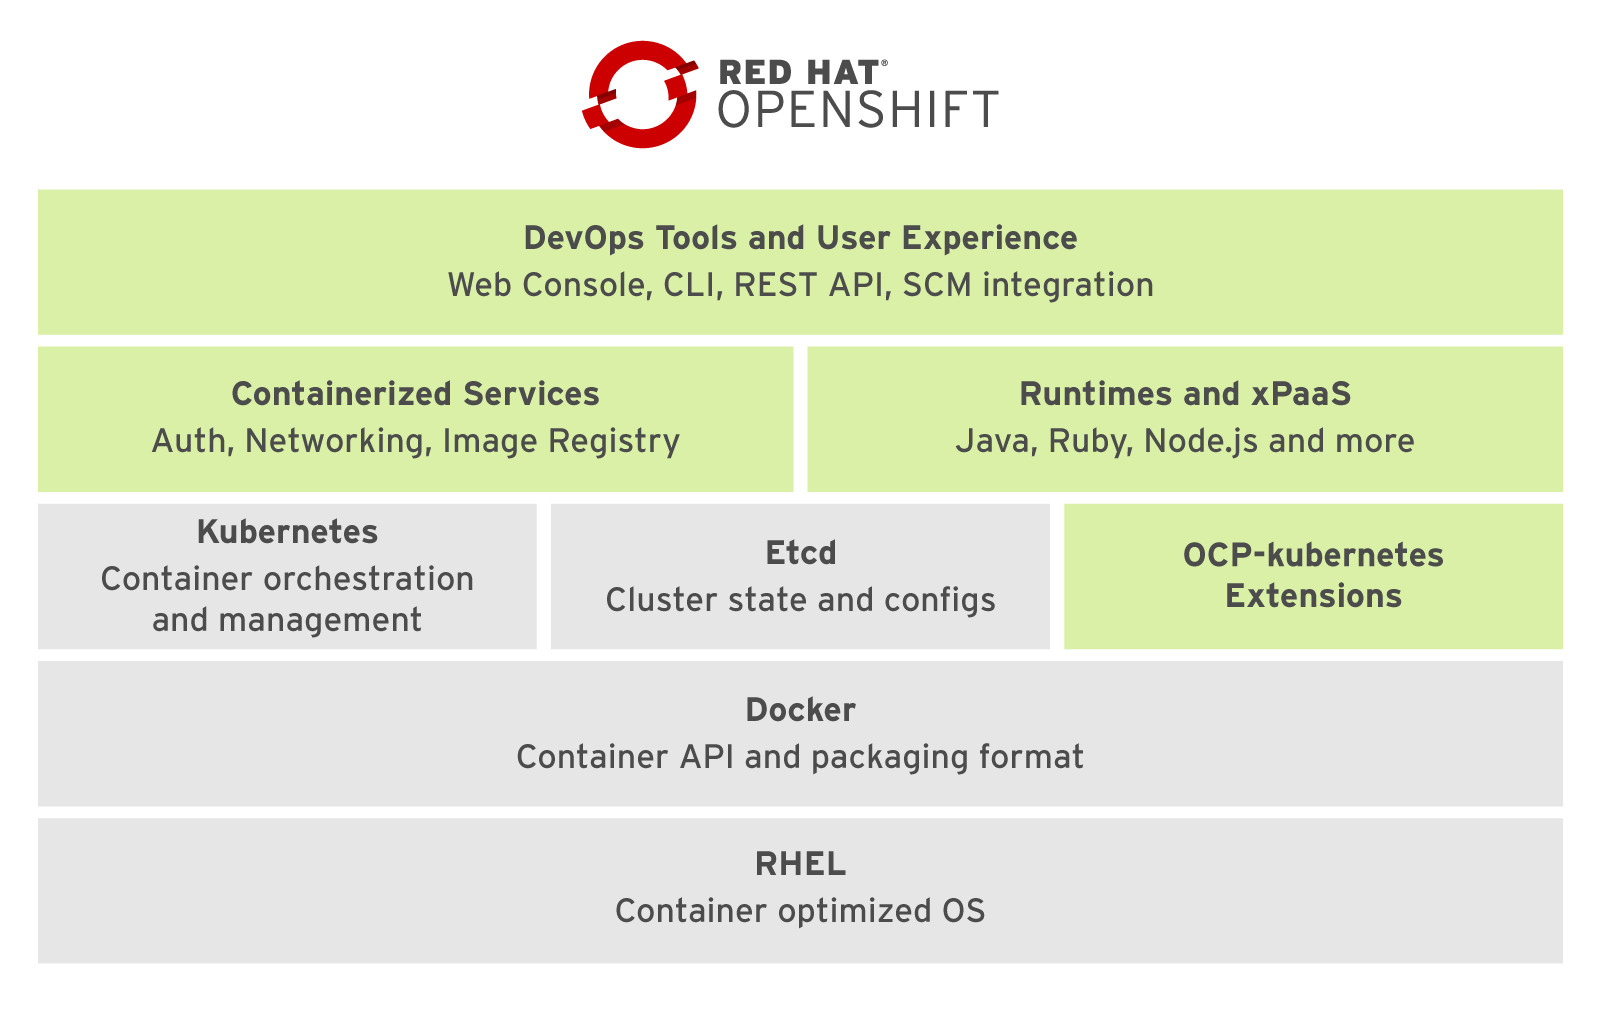 RED HAT®
OPENSHIFT
DevOps Tools and User Experience
Web Console, CLI, REST API, SCM integration
Containerized Services
Auth, Networking, Image Registry
Runtimes and xPaaS
Java, Ruby, Node.js and more
Kubernetes
Container orchestration
and management
Etcd
Cluster state and configs
OCP-kubernetes
Extensions
Docker
Container API and packaging format
RHEL
Container optimized OS